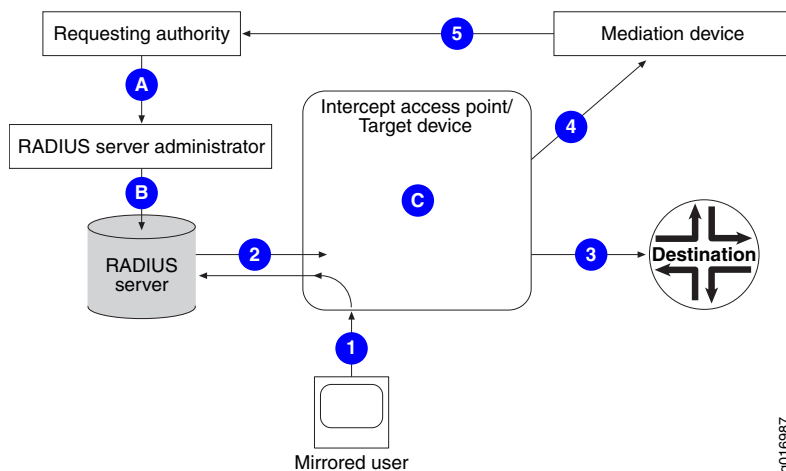 Requesting authority
5
Mediation device
A
Intercept access point/
Target device
4
RADIUS server administrator
B
C
RADIUS
server
2
3
Destination
1
Mirrored user
g016987